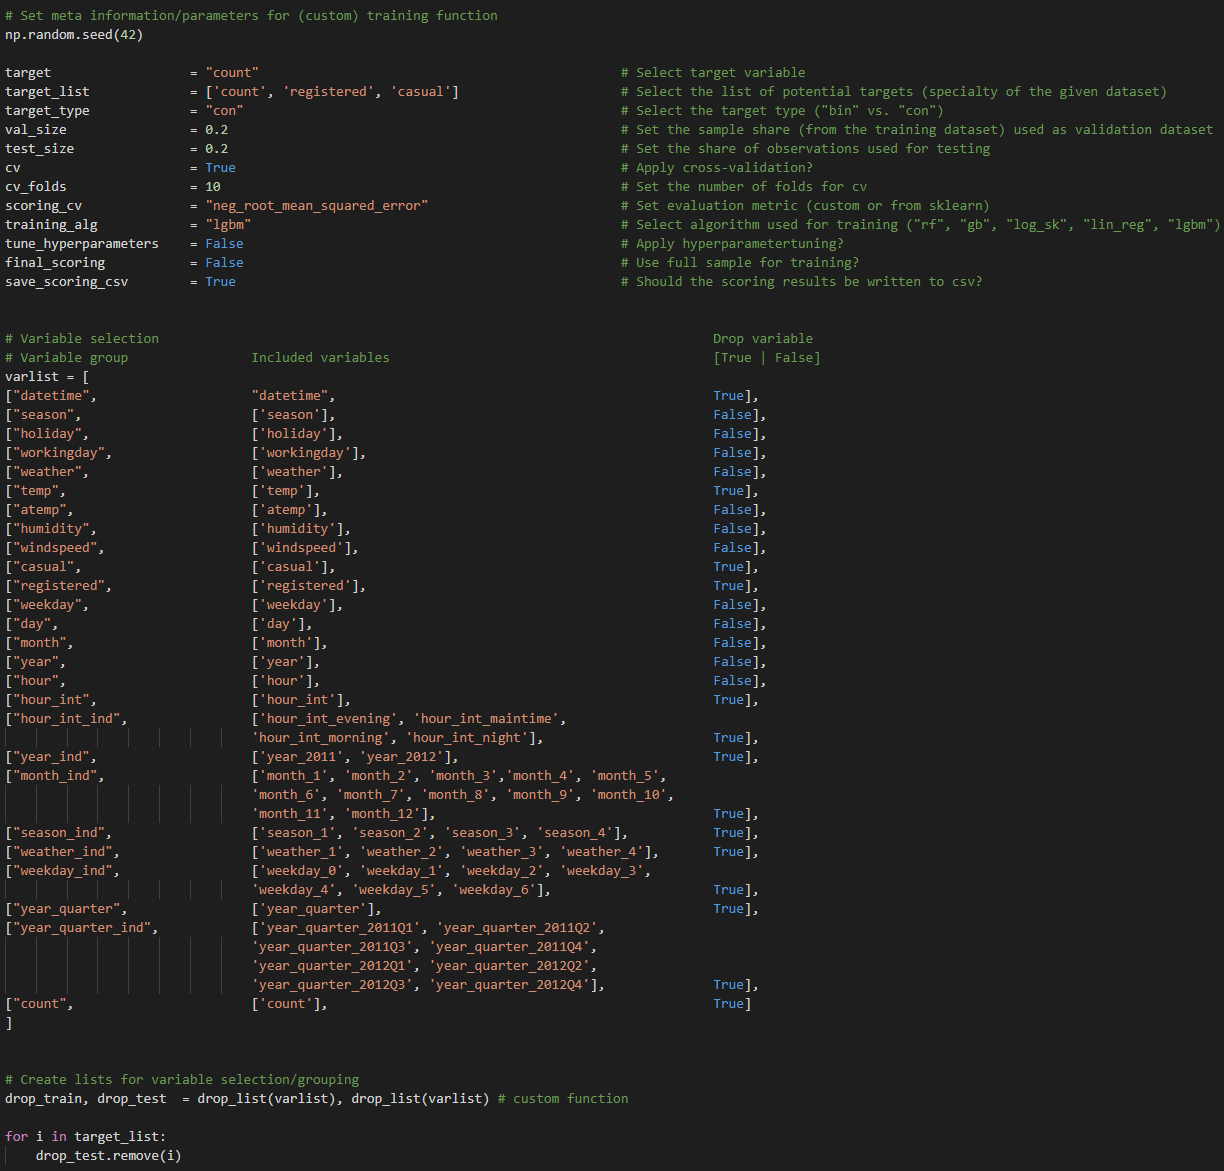 # Set meta information/parameters for (custom) training function
np.random.seed(42)
target = "count" # Select target variable
target_list = ['count', 'registered', 'casual'] # Select the list of potential targets (specialty of the given dataset)
target_type = "con" # Select the target type ("bin" vs. "con")
val_size = 0.2 # Set the sample share (from the training dataset) used as validation dataset
test_size = 0.2 # Set the share of observations used for testing
cv = True # Apply cross-validation?
cv_folds = 10 # Set the number of folds for cv
scoring_cv = "neg_root_mean_squared_error" # Set evaluation metric (custom or from sklearn)
training_alg = "lgbm" # Select algorithm used for training ("rf", "gb", "log_sk", "lin_reg", "lgbm")
tune_hyperparameters = False # Apply hyperparametertuning?
final_scoring = False # Use full sample for training?
save_scoring_csv = True # Should the scoring results be written to csv?
# Variable selection Drop variable
# Variable group Included variables [True | False]
varlist = [
["datetime", "datetime", True],
["season", ['season'], False],
["holiday", ['holiday'], False],
["workingday", ['workingday'], False],
["weather", ['weather'], False],
["temp", ['temp'], True],
["atemp", ['atemp'], False],
["humidity", ['humidity'], False],
["windspeed", ['windspeed'], False],
["casual", ['casual'], True],
["registered", ['registered'], True],
["weekday", ['weekday'], False],
["day", ['day'], False],
["month", ['month'], False],
["year", ['year'], False],
["hour", ['hour'], False],
["hour_int", ['hour_int'], True],
["hour_int_ind", ['hour_int_evening', 'hour_int_maintime',
'hour_int_morning', 'hour_int_night'], True],
["year_ind", ['year_2011', 'year_2012'], True],
["month_ind", ['month_1', 'month_2', 'month_3','month_4', 'month_5',
'month_6', 'month_7', 'month_8', 'month_9', 'month_10',
'month_11', 'month_12'], True],
["season_ind", ['season_1', 'season_2', 'season_3', 'season_4'], True],
["weather_ind", ['weather_1', 'weather_2', 'weather_3', 'weather_4'], True],
["weekday_ind", ['weekday_0', 'weekday_1', 'weekday_2', 'weekday_3',
'weekday_4', 'weekday_5', 'weekday_6'], True],
["year_quarter", ['year_quarter'], True],
["year_quarter_ind", ['year_quarter_2011Q1', 'year_quarter_2011Q2',
'year_quarter_2011Q3', 'year_quarter_2011Q4',
'year_quarter_2012Q1', 'year_quarter_2012Q2',
'year_quarter_2012Q3', 'year_quarter_2012Q4'], True],
["count", ['count'], True]
]
# Create lists for variable selection/grouping
drop_train, drop_test = drop_list(varlist), drop_list(varlist) # custom function
for i in target_list:
drop_test.remove(i)